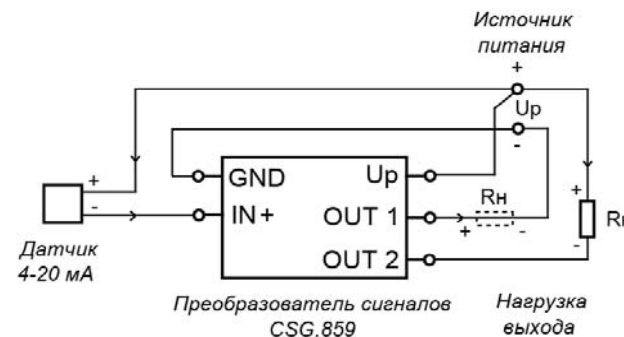 Источник
питания
+
Up
-
GND
Up
Rн
+
-
IN +
OUT 1
+ -
OUT 2
+
-
Датчик
4-20 мА
Преобразователь сигналов
CSG.859
Нагрузка
выхода